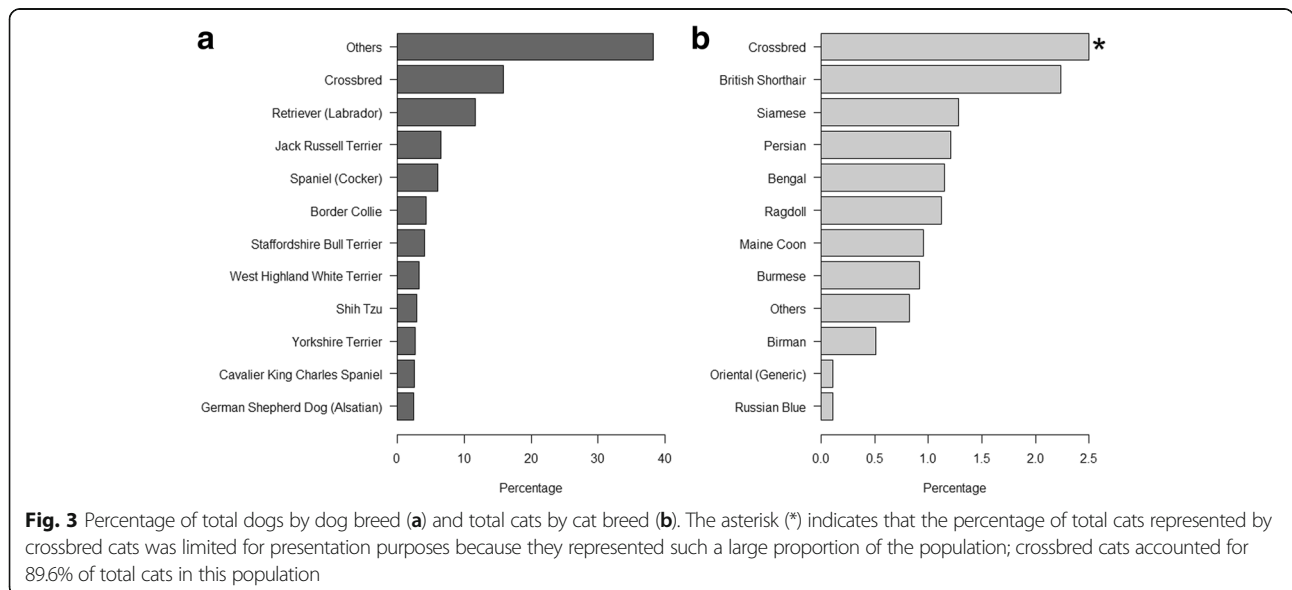 a
Others
Crossbred
Retriever (Labrador)
Jack Russell Terrier
Spaniel (Cocker)
Border Collie
Staffordshire Bull Terrier
West Highland White Terrier
Shih Tzu
Yorkshire Terrier
Cavalier King Charles Spaniel
German Shepherd Dog (Alsatian)
0 10 20 30 40
Percentage
b
Crossbred *
British Shorthair
Siamese
Persian
Bengal
Ragdoll
Maine Coon
Burmese
Others
Birman
Oriental (Generic)
Russian Blue
0.0 0.5 1.0 1.5 2.0 2.5
Percentage
Fig. 3 Percentage of total dogs by dog breed (a) and total cats by cat breed (b). The asterisk (*) indicates that the percentage of total cats represented by
crossbred cats was limited for presentation purposes because they represented such a large proportion of the population; crossbred cats accounted for
89.6% of total cats in this population